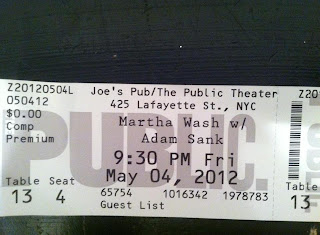 Z20120504L
050412
$0.00
Comp
Premium
Table Seat
13 4
Joe's Pub/The Public Theater
425 Lafayette St., NYC
Martha Wash w/
Adam Sank
9:30 PM Fri
May 04, 2012
65754 1016342 1978783
Guest List
PUBLIC.
Z201
Table
13